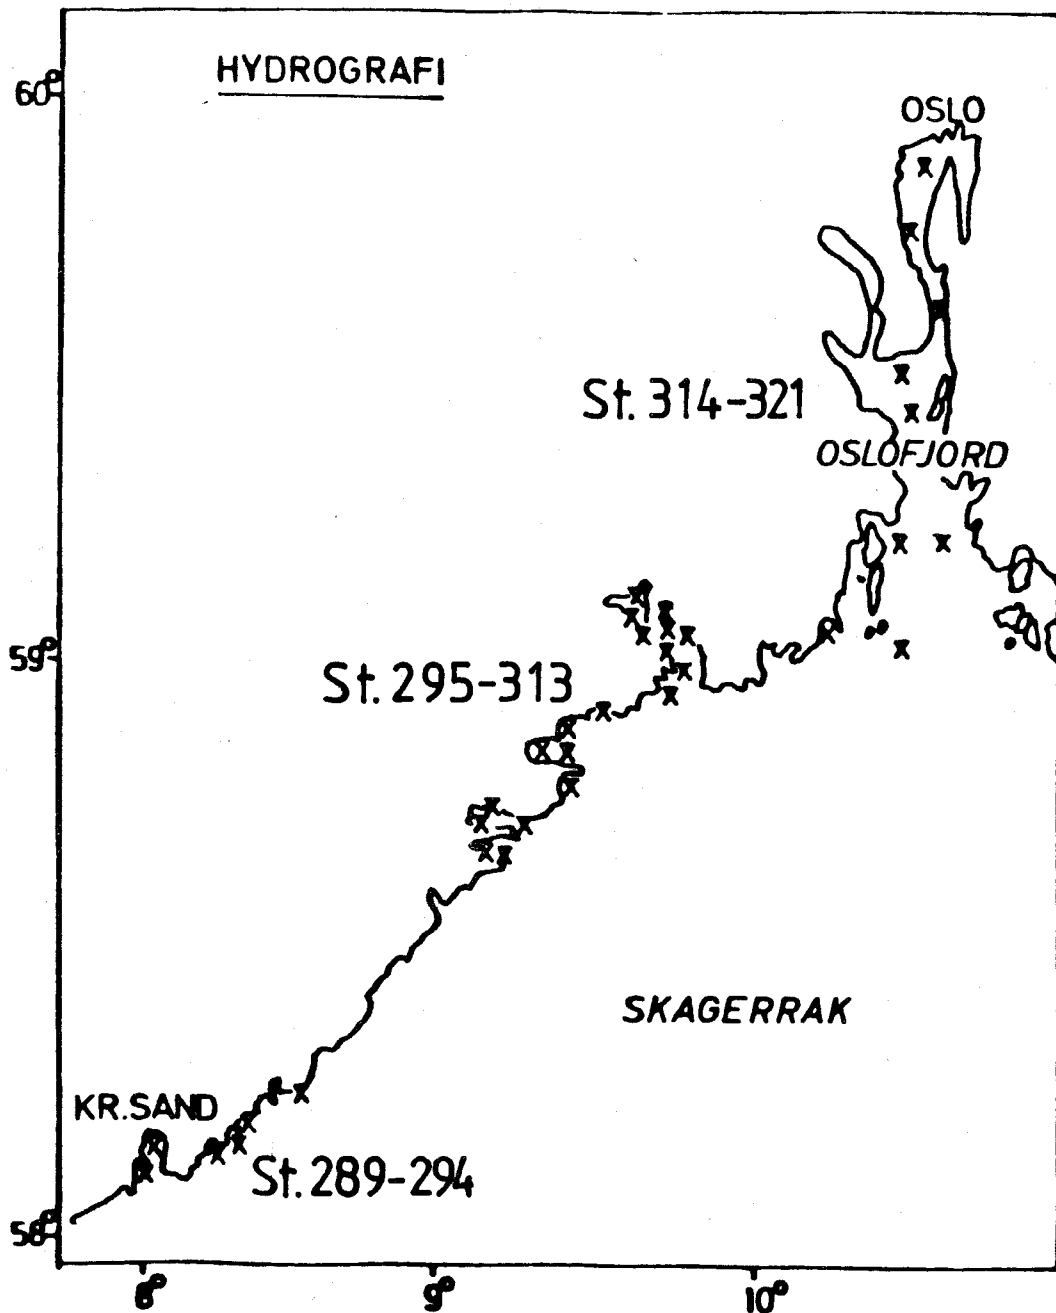 HYDROGRAFI
60°
OSLO
St. 314-321
OSLOFJORD
59°
St. 295-313
SKAGERRAK
KR.SAND
St. 289-294
58°
8° 9° 10°